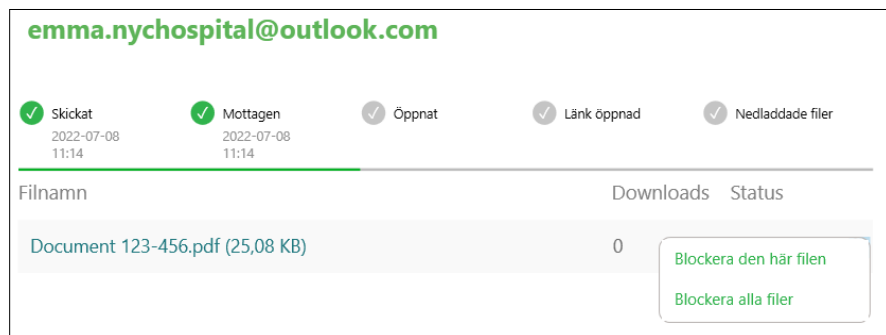 emma.nychospital@outlook.com
Skickat Mottagen Öppnat Länk öppnad Nedladdade filer
2022-07-08 2022-07-08
11:14 11:14
Filnamn Downloads Status
Document 123-456.pdf (25,08 KB) 0
Blockera den här filen
Blockera alla filer